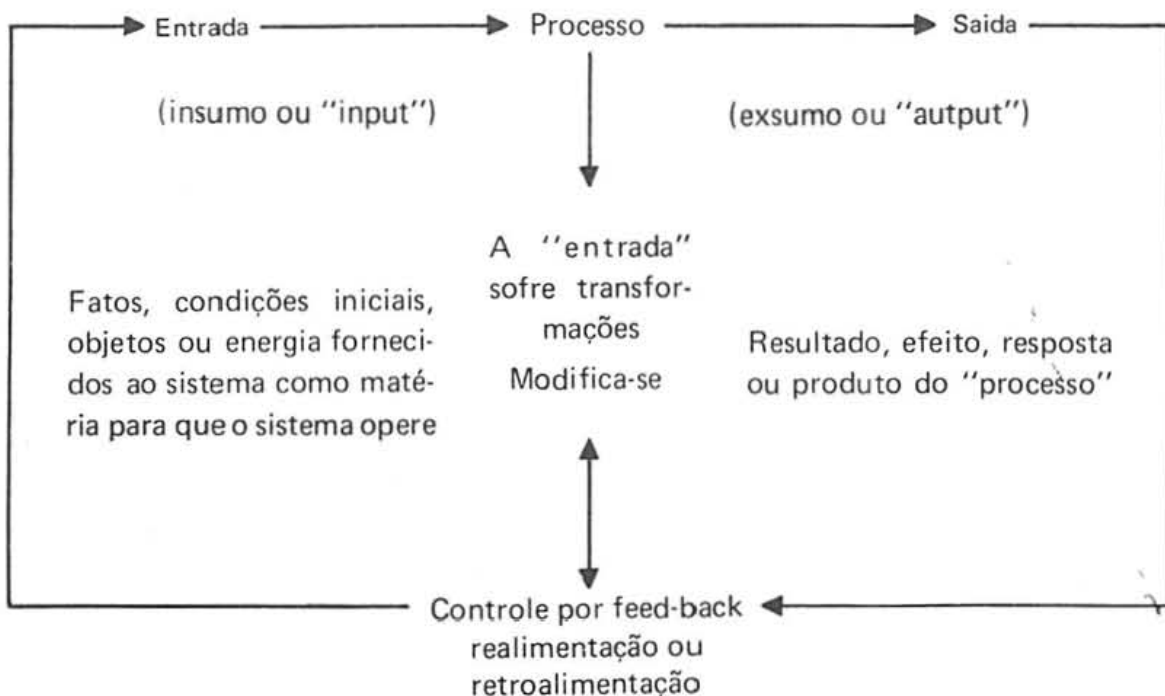 Entrada
Processo
Saida
(insumo ou "input")
(exsumo ou "autput")
A "entrada"
sofre transfor-
mações
Modifica-se
Fatos, condições iniciais,
objetos ou energia forneci-
dos ao sistema como maté-
ria para que o sistema opere
Resultado, efeito, resposta
ou produto do "processo"
Controle por feed-back
realimentação ou
retroalimentação